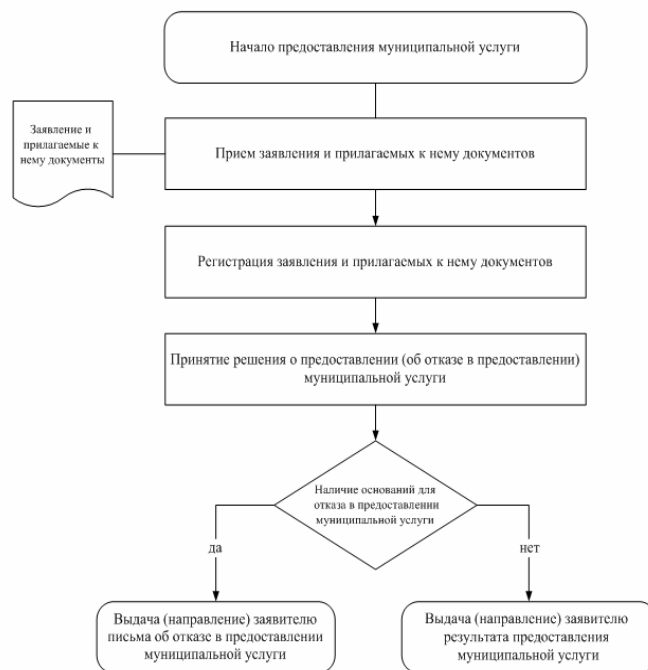 Начало предоставления муниципальной услуги
Заявление и
прилагаемые к
нему документы
Прием заявления и прилагаемых к нему документов
Регистрация заявления и прилагаемых к нему документов
Принятие решения о предоставлении (об отказе в предоставлении)
муниципальной услуги
Наличие оснований для
отказа в предоставлении
муниципальной услуги
да
нет
Выдача (направление) заявителю
письма об отказе в предоставлении
муниципальной услуги
Выдача (направление) заявителю
результата предоставления
муниципальной услуги